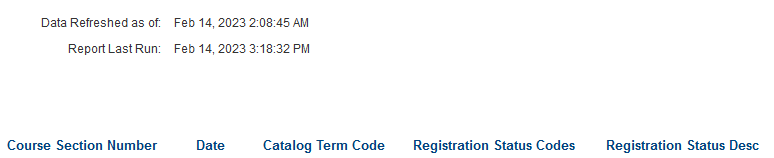 Data Refreshed as of: Feb 14, 2023 2:08:45 AM
Report Last Run: Feb 14, 2023 3:18:32 PM
Course Section Number Date Catalog Term Code Registration Status Codes Registration Status Desc